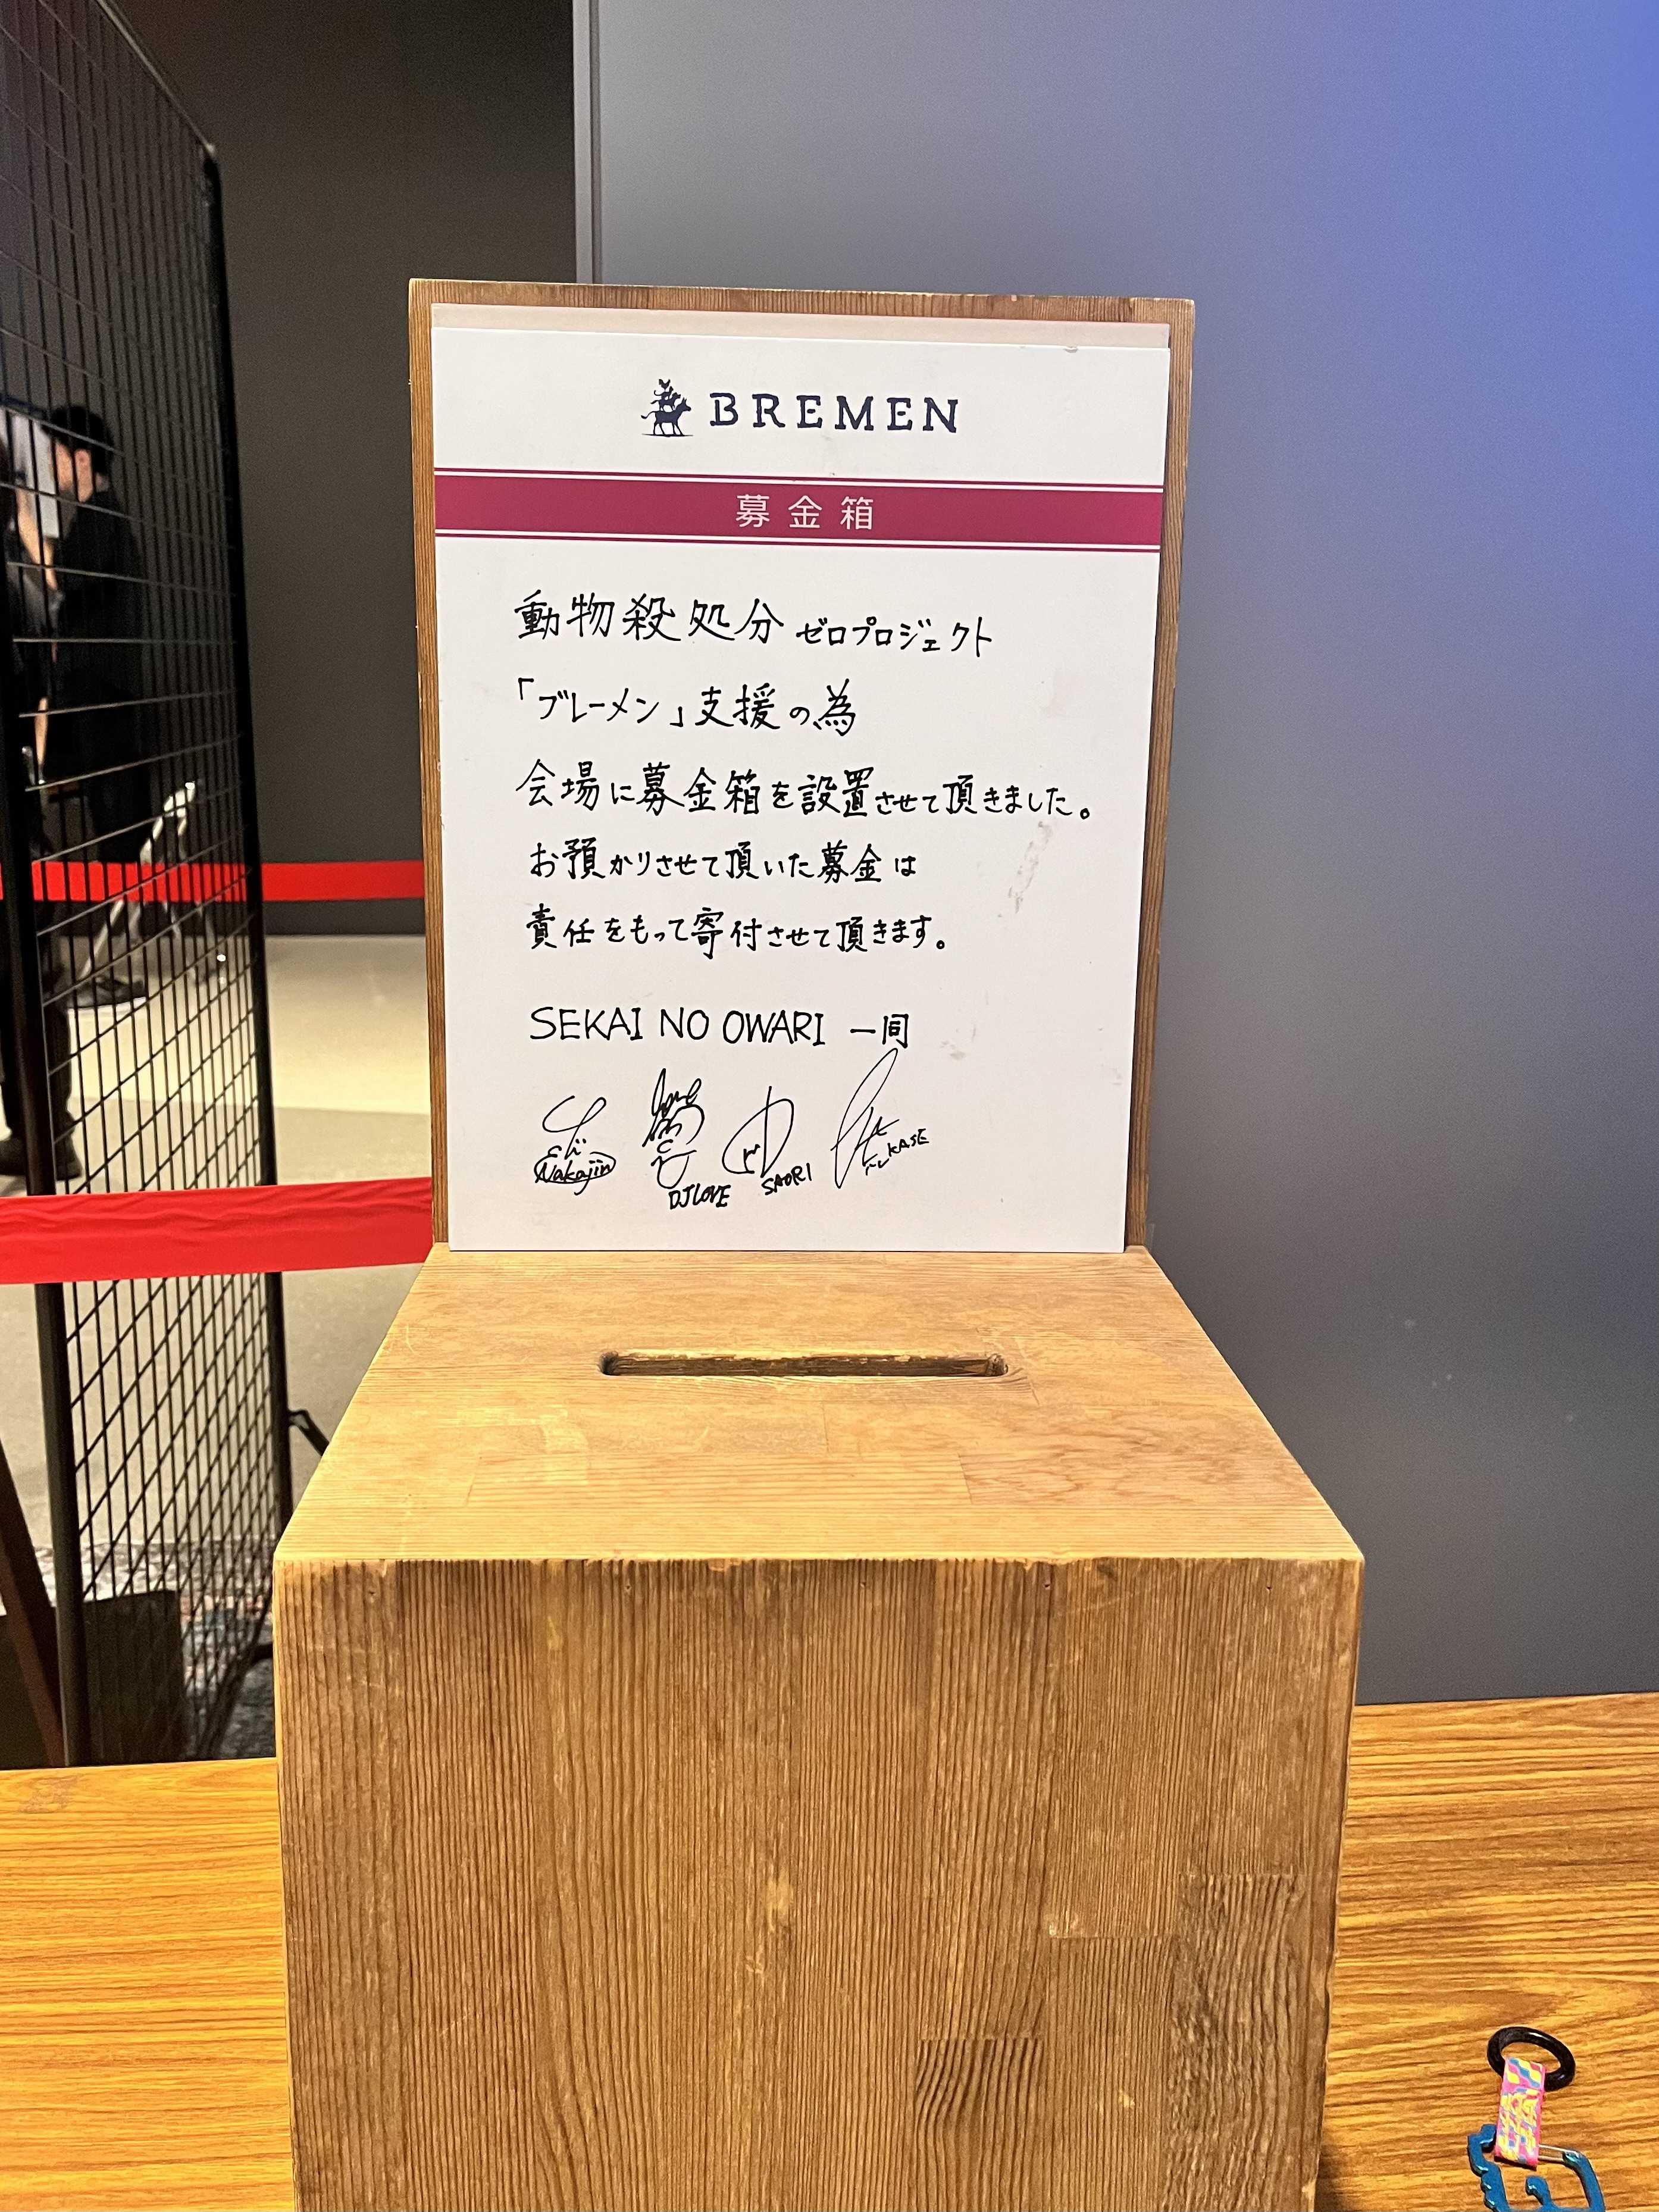 BREMEN
募金箱
動物殺処分ゼロプロジェクト
「ブレーメン」支援の為
会場に募金箱を設置させて頂きました。
お預かりさせて頂いた募金は
責任をもって寄付させて頂きます。
SEKAI NO OWARI 一同
Nakajin
DJ LOVE
SAORI